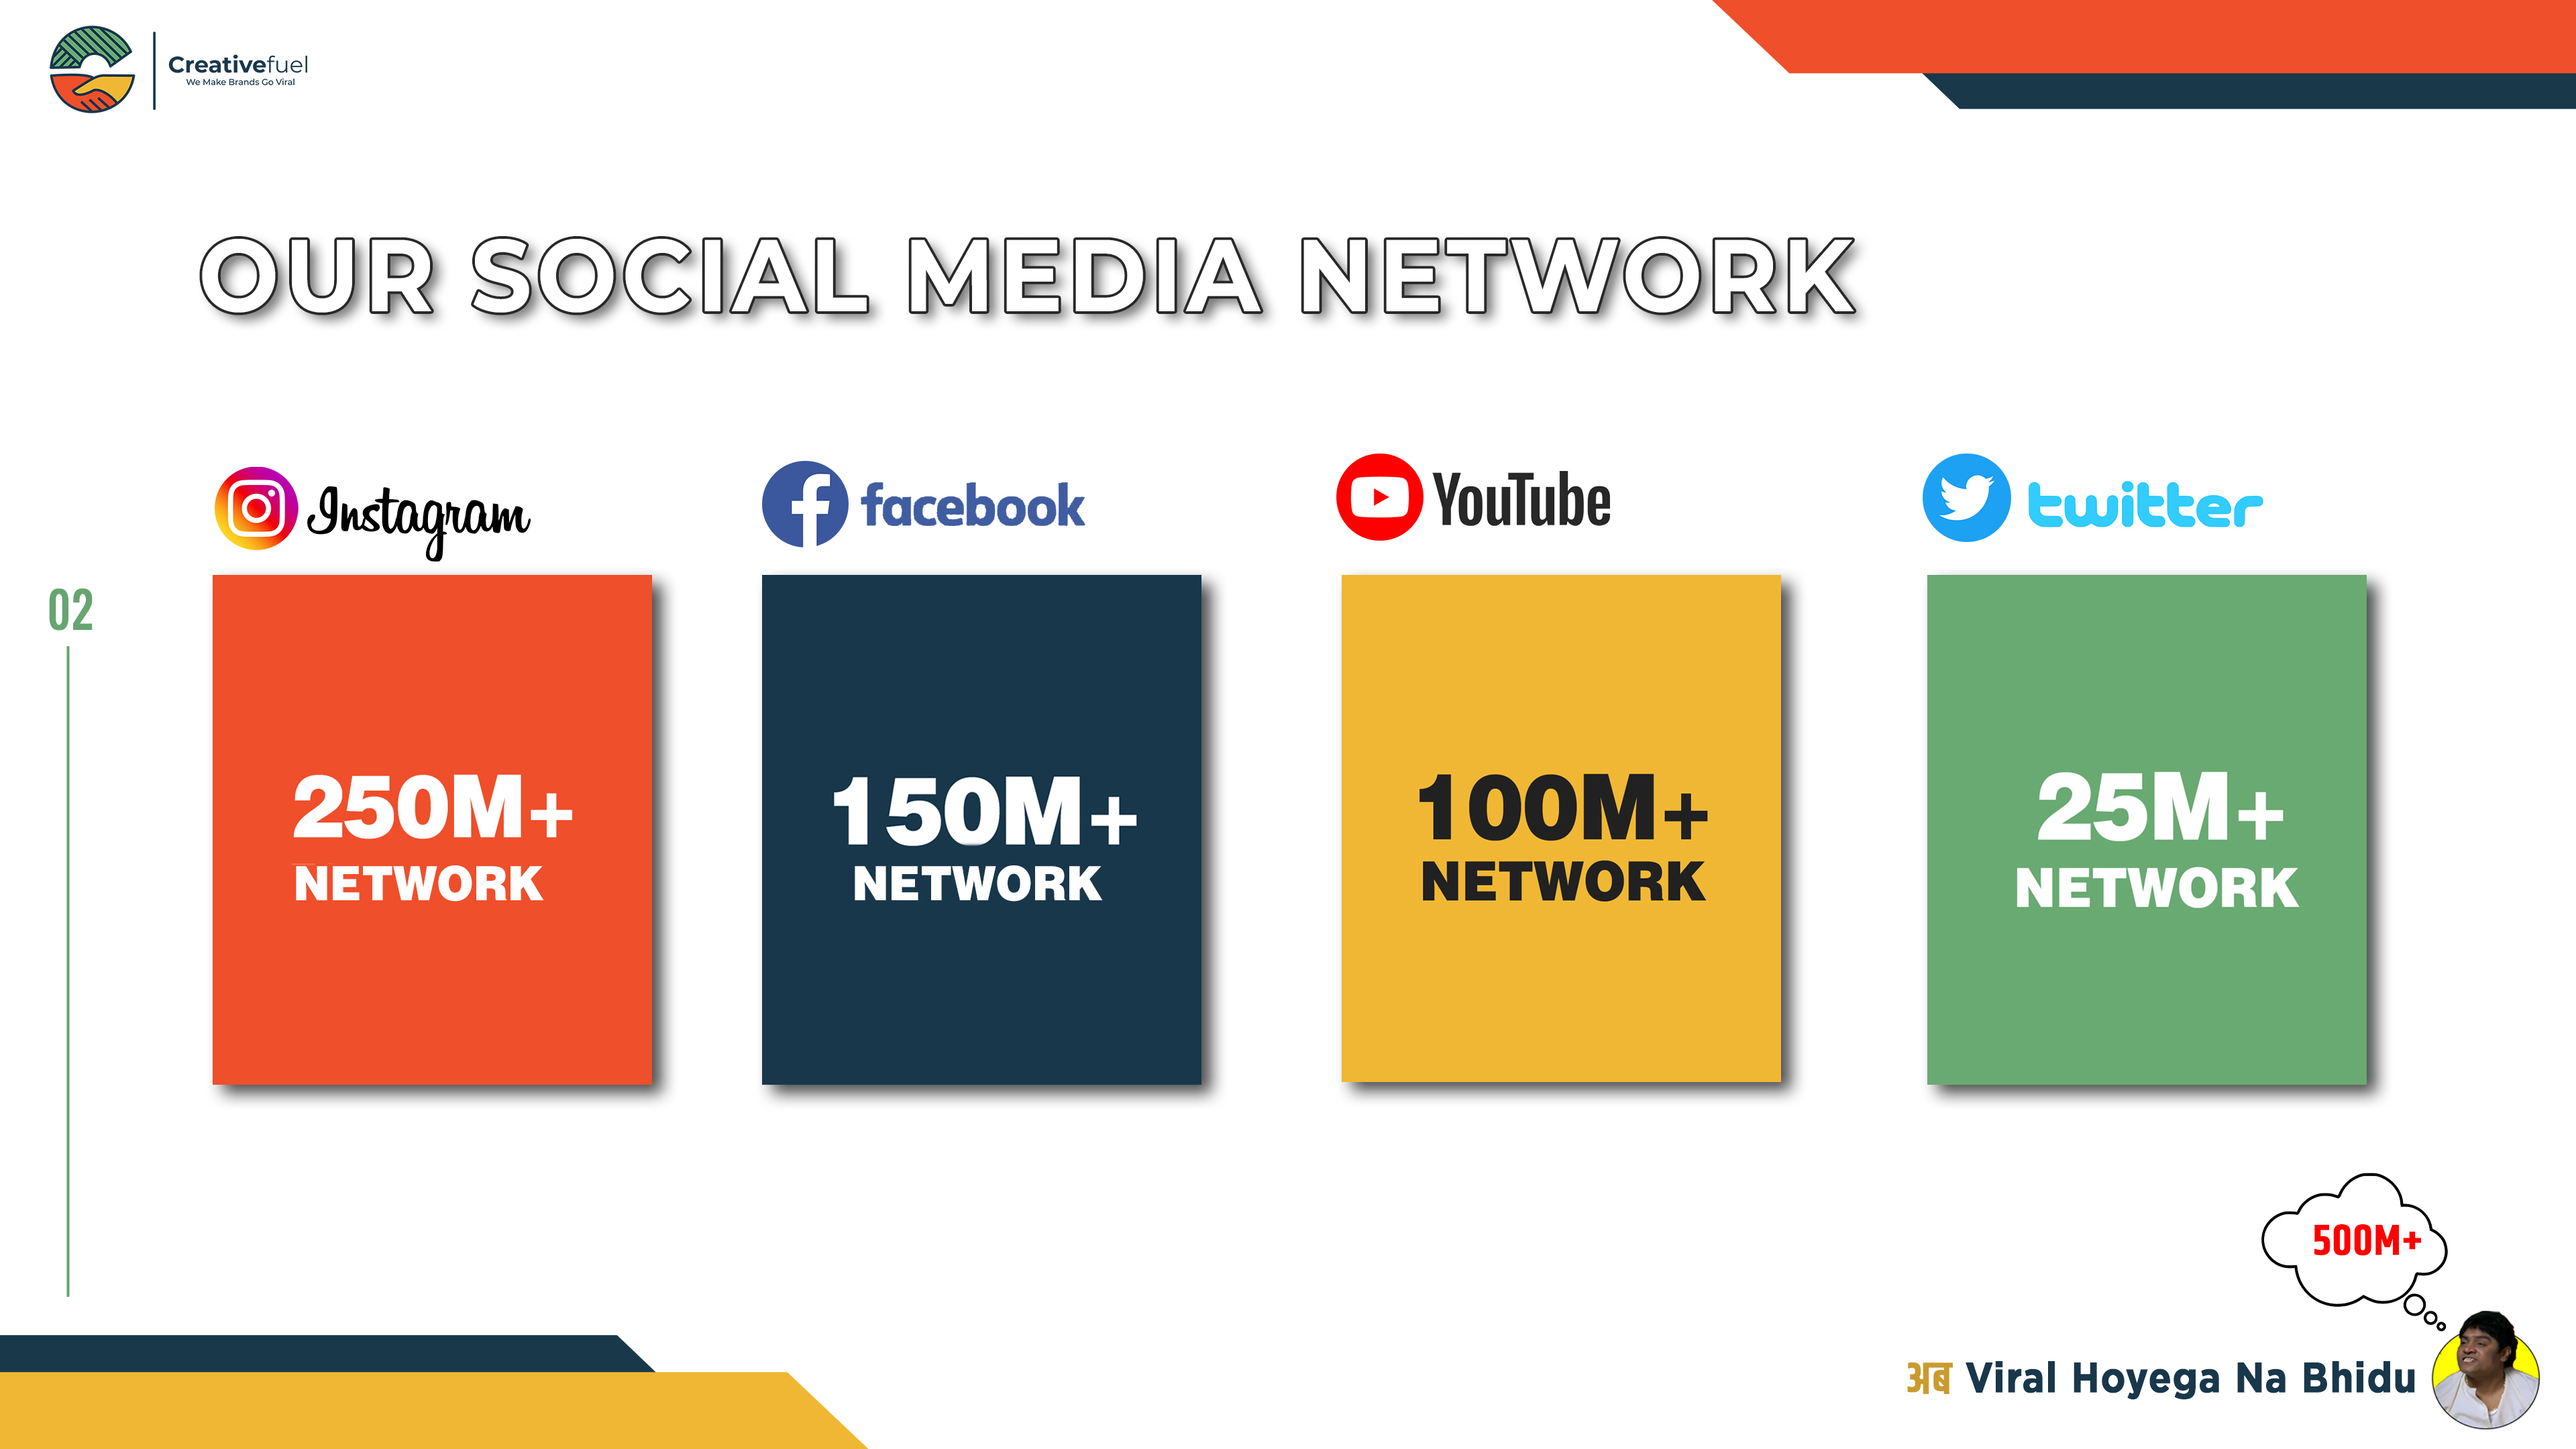 Creativefuel
We Make Brands Go Viral
OUR SOCIAL MEDIA NETWORK
Instagram
facebook
YouTube
twitter
02
250M+
NETWORK
150M+
NETWORK
100M+
NETWORK
25M+
NETWORK
500M+
अब Viral Hoyega Na Bhidu